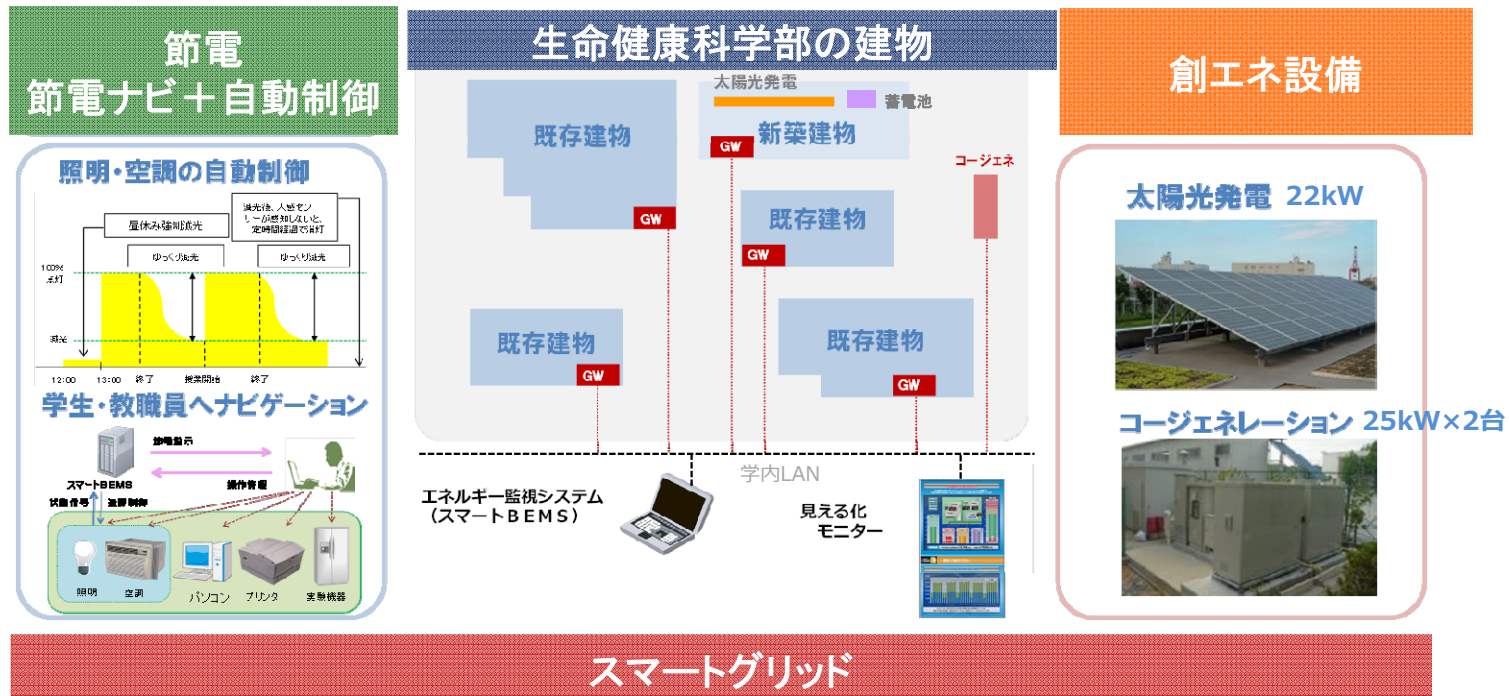 節電
節電ナビ＋自動制御
照明・空調の自動制御
昼休み強制減光
減光後、人感セン
サーが感知しないと、
定時間経過で消灯
ゆっくり減光
ゆっくり減光
100%
点灯
減光
12:00
13:00
終了
授業開始
終了
学生・教職員へナビゲーション
節電指示
スマートBEMS
操作
状態信号
照明
空調
パソコン
プリンタ
実験機器
生命健康科学部の建物
太陽光発電
蓄電池
既存建物
新築建物
GW
コージェネ
GW
既存建物
GW
既存建物
GW
既存建物
GW
学内LAN
エネルギー監視システム
（スマートＢＥＭＳ）
見える化
モニター
創エネ設備
太陽光発電 22kW
コージェネレーション 25kW×2台
スマートグリッド